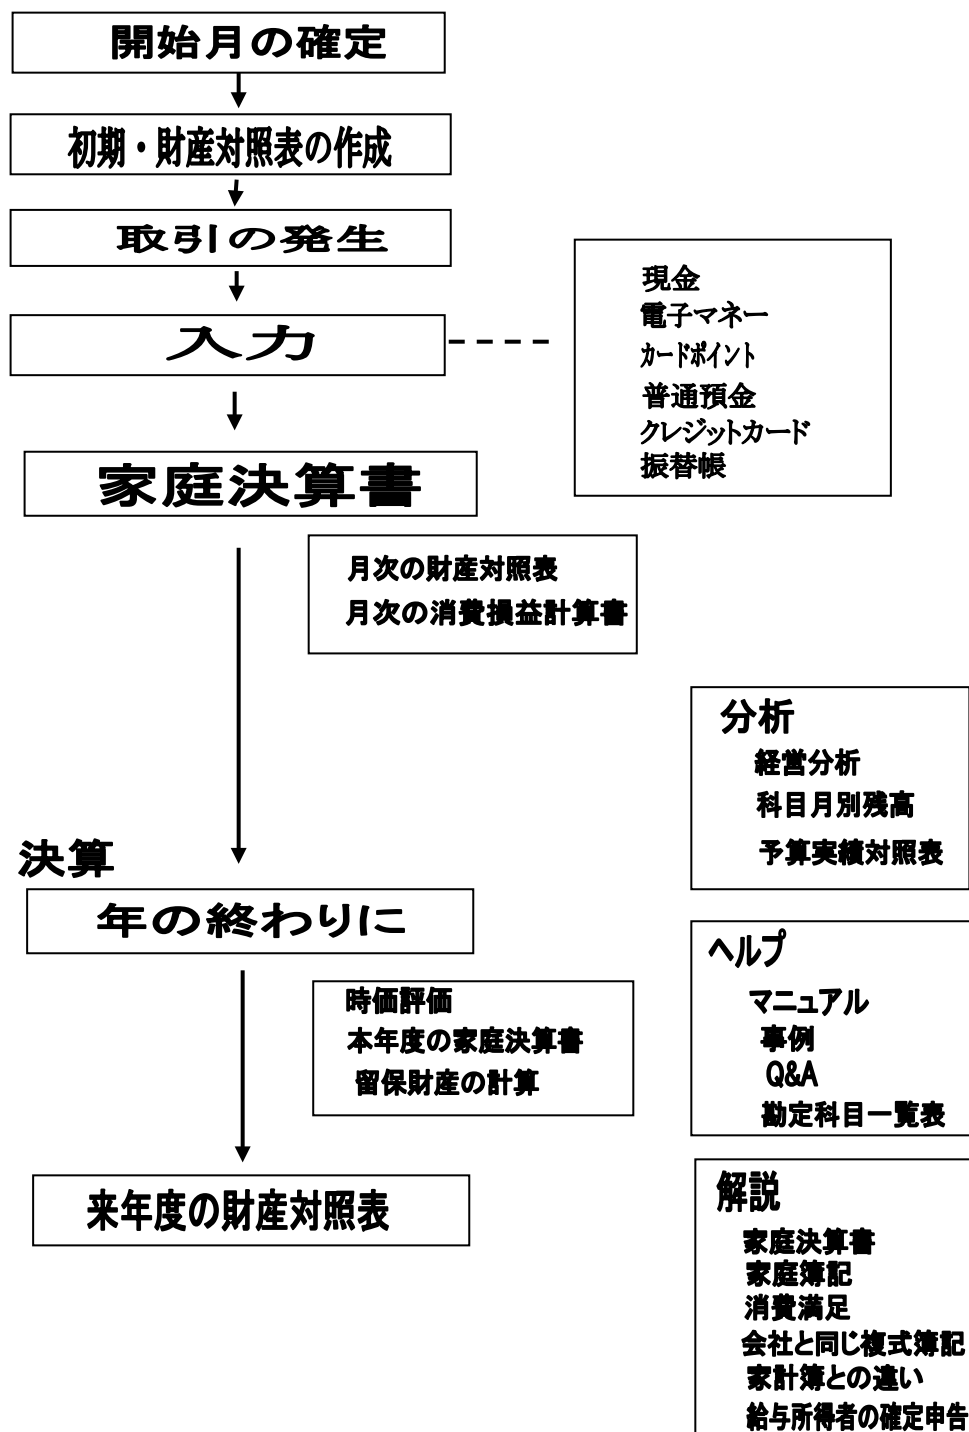 開始月の確定
初期・財産対照表の作成
取引の発生
入力
現金
電子マネー
カードポイント
普通預金
クレジットカード
振替帳
家庭決算書
月次の財産対照表
月次の消費損益計算書
分析
経営分析
科目月別残高
予算実績対照表
決算
年の終わりに
時価評価
本年度の家庭決算書
留保財産の計算
来年度の財産対照表
ヘルプ
マニュアル
事例
Q&A
勘定科目一覧表
解説
家庭決算書
家庭簿記
消費満足
会社と同じ複式簿記
家計簿との違い
給与所得者の確定申告